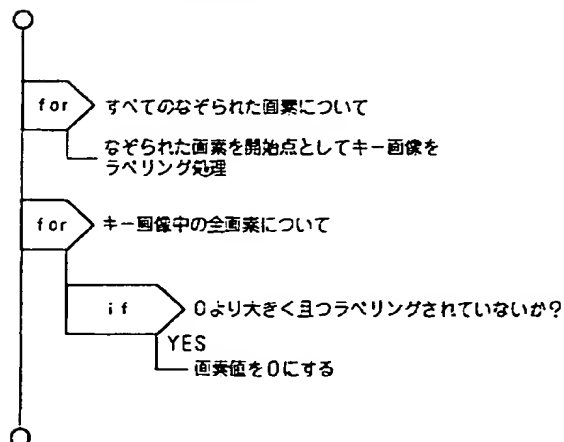 for すべてのなぞられた画素について
なぞられた画素を開始点としてキー画像を
ラベリング処理
for キー画像中の全画素について
if 0より大きく且つラベリングされていないか?
YES
画素値を0にする